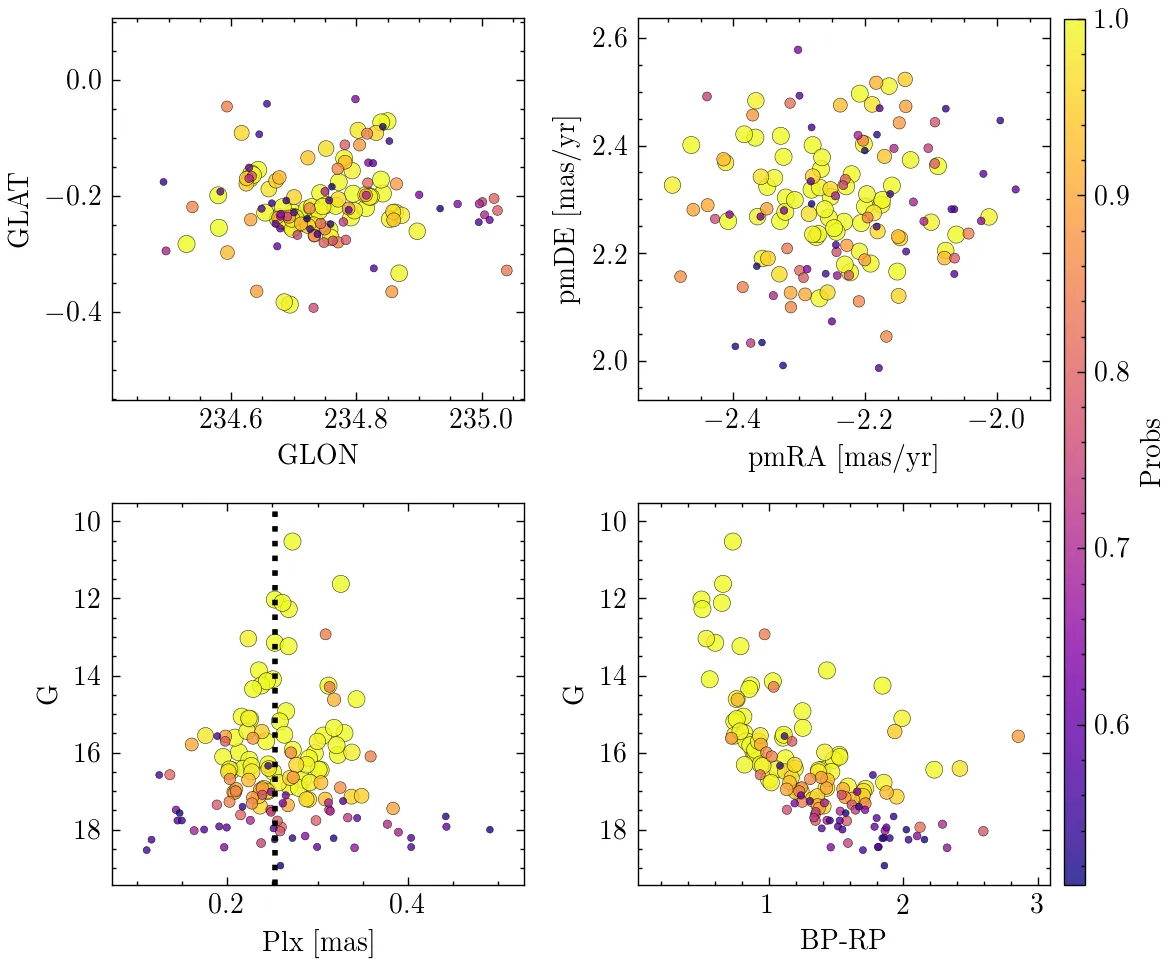 0.0
−0.2
−0.4
GLAT
234.6 234.8 235.0
GLON
2.6
2.4
2.2
2.0
pmDE [mas/yr]
−2.4 −2.2 −2.0
pmRA [mas/yr]
10
12
14
16
18
G
0.2 0.4
Plx [mas]
10
12
14
16
18
G
1 2 3
BP-RP
1.0
0.9
0.8
0.7
0.6
Probs